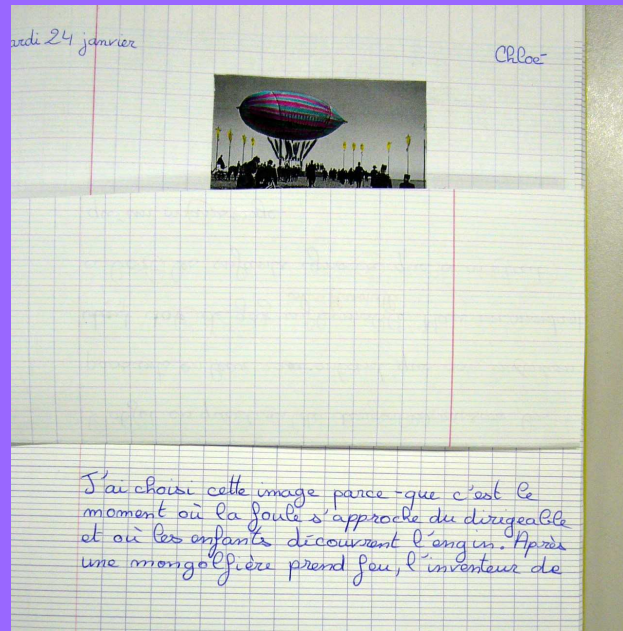 ardi 24 janvier
Chloé
J'ai choisi cette image parce-que c'est le
moment où la foule s'approche du dirigeable
et où les enfants découvrent l'engin. Après
une mongolfière prend feu, l'inventeur de